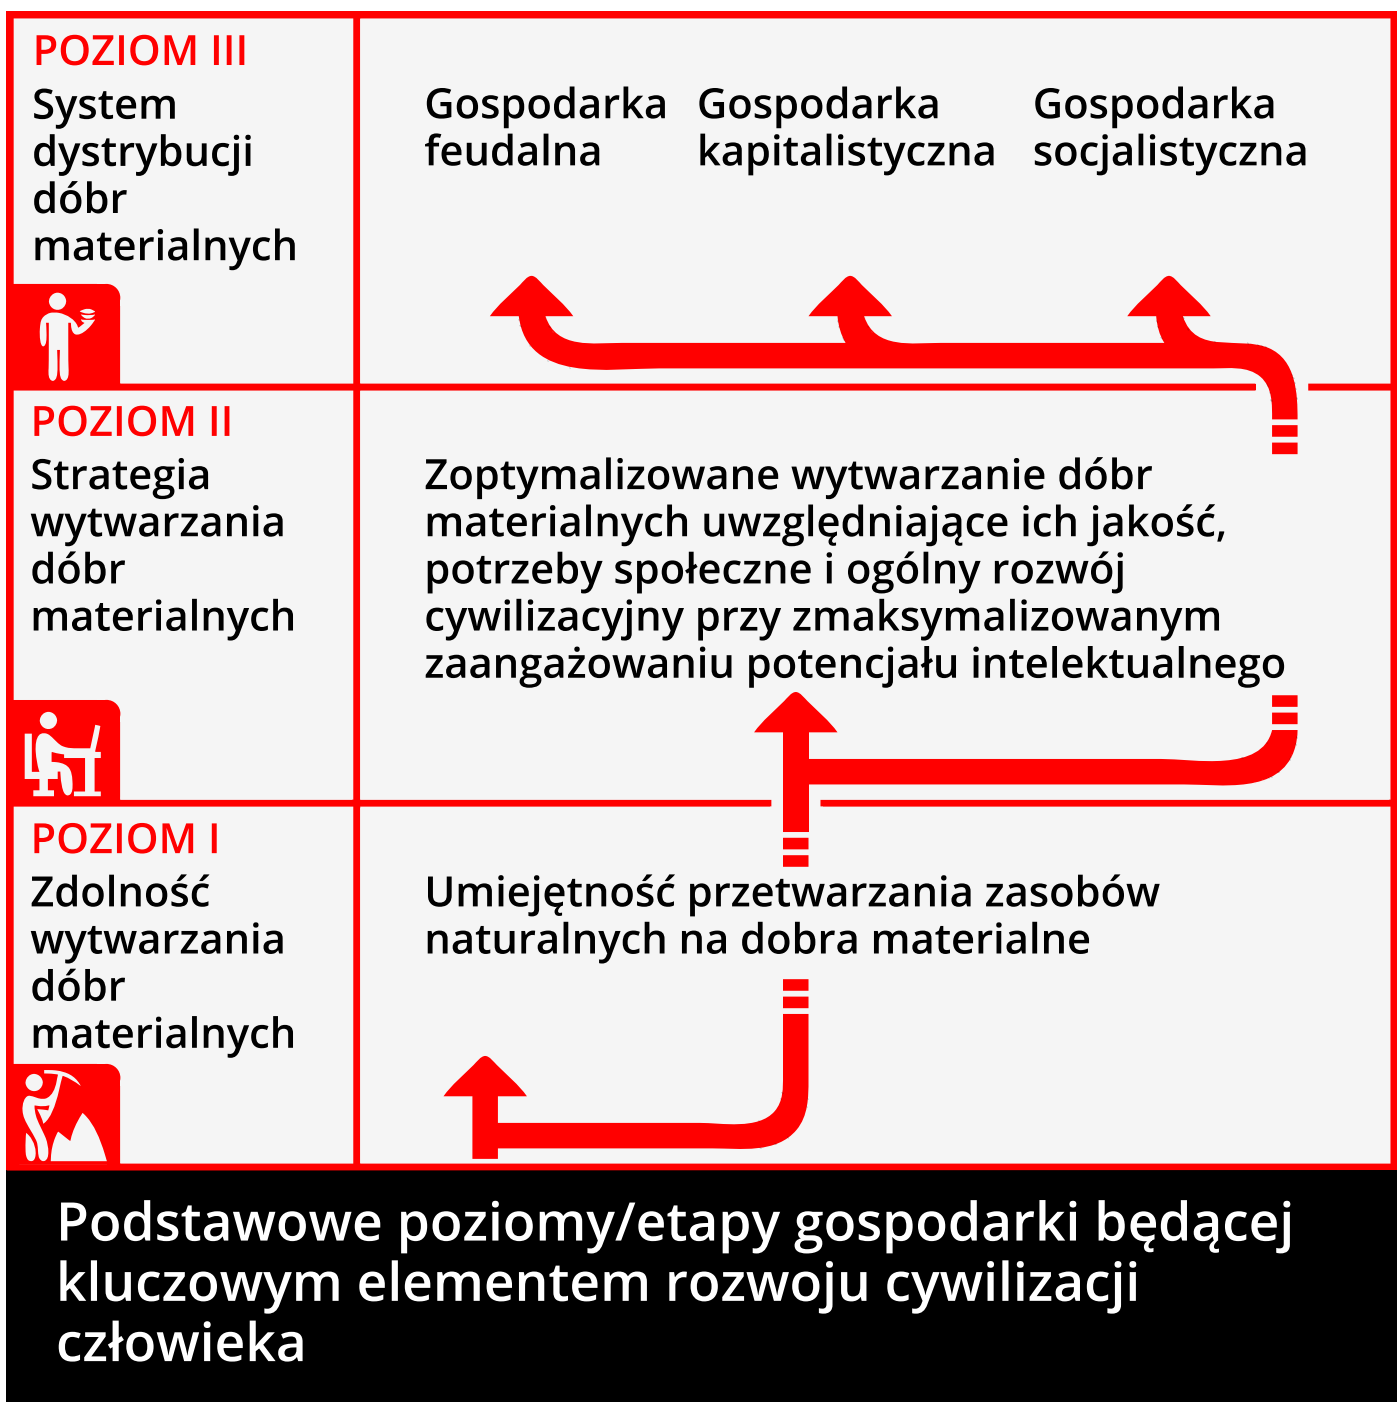 POZIOM III
System
dystrybucji
dóbr
materialnych
Gospodarka
feudalna
Gospodarka
kapitalistyczna
Gospodarka
socjalistyczna
POZIOM II
Strategia
wytwarzania
dóbr
materialnych
Zoptymalizowane wytwarzanie dóbr
materialnych uwzględniające ich jakość,
potrzeby społeczne i ogólny rozwój
cywilizacyjny przy zmaksymalizowanym
zaangażowaniu potencjału intelektualnego
POZIOM I
Zdolność
wytwarzania
dóbr
materialnych
Umiejętność przetwarzania zasobów
naturalnych na dobra materialne
Podstawowe poziomy/etapy gospodarki będącej
kluczowym elementem rozwoju cywilizacji
człowieka